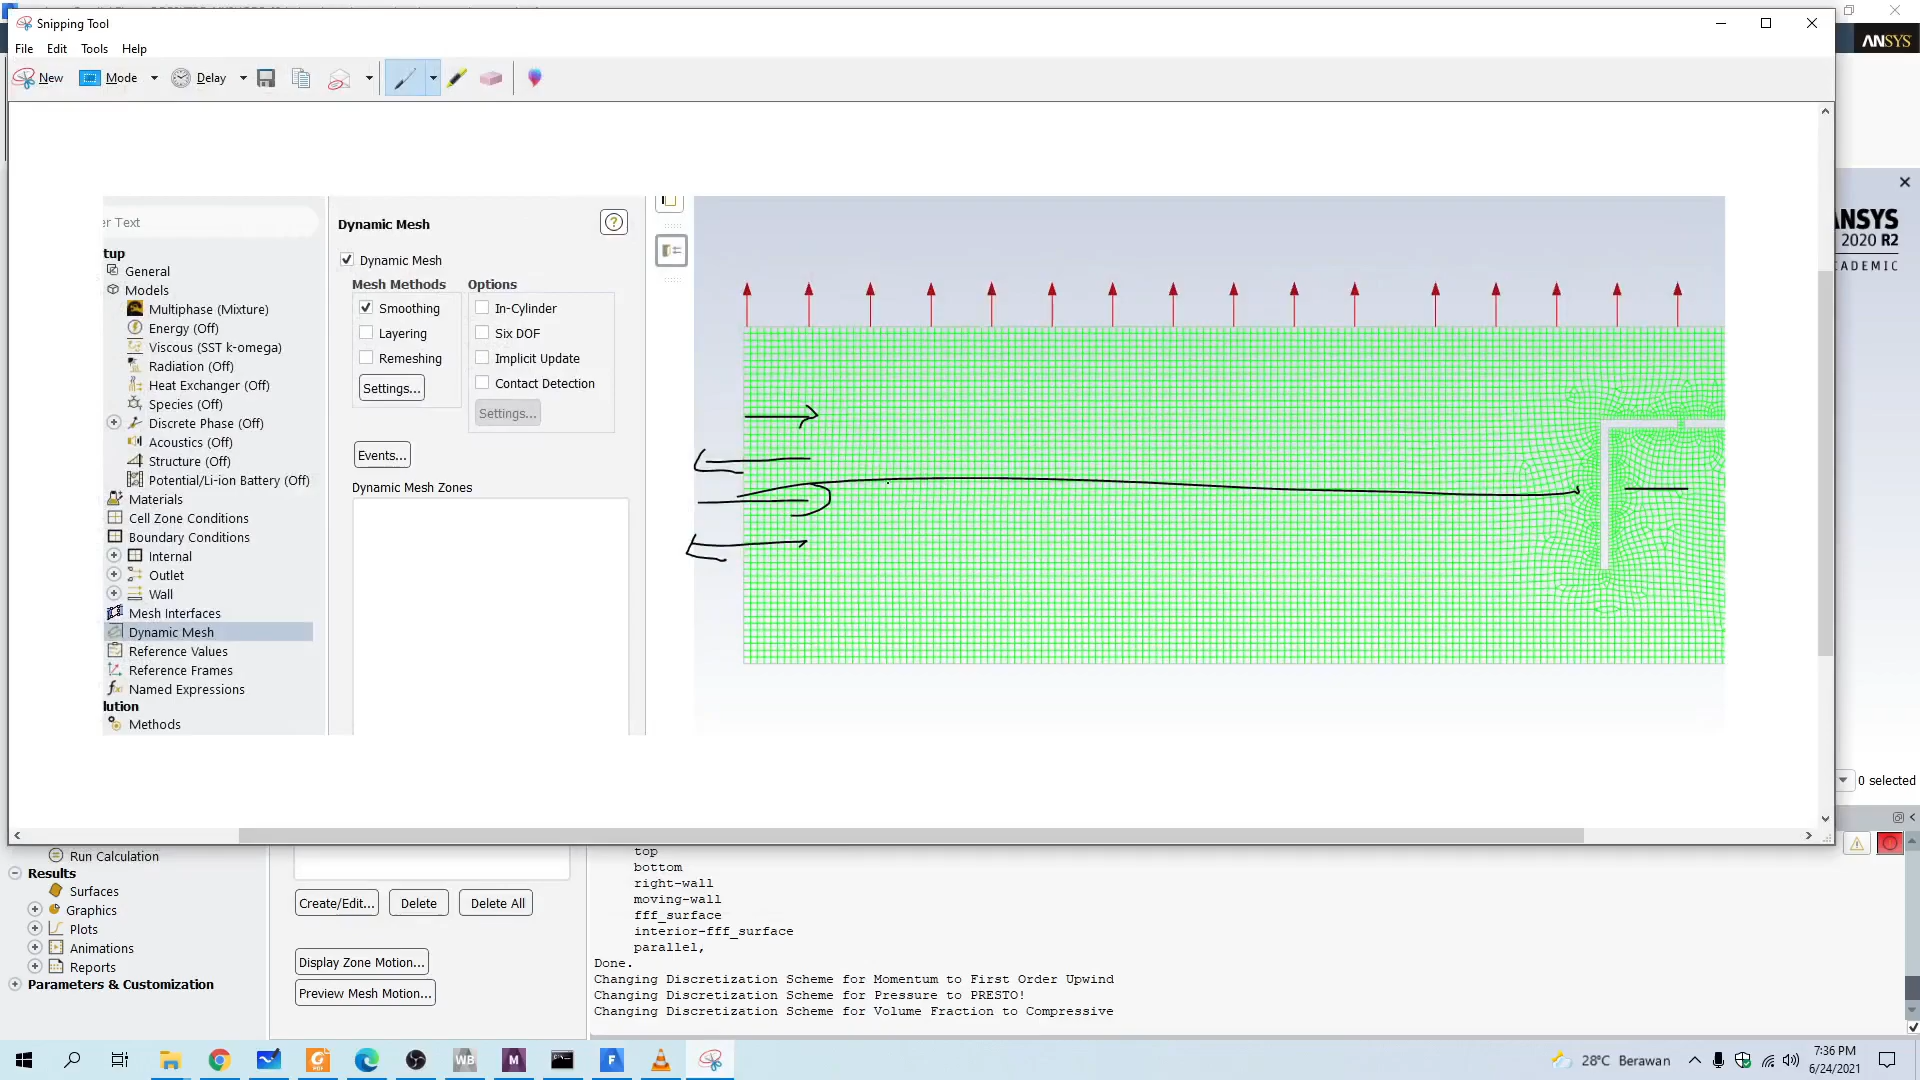 Snipping Tool
ANSYS
File Edit Tools Help
New Mode Delay
er Text
tup
General
Models
Multiphase (Mixture)
Energy (Off)
Viscous (SST k-omega)
Radiation (Off)
Heat Exchanger (Off)
Species (Off)
Discrete Phase (Off)
Acoustics (Off)
Structure (Off)
Potential/Li-ion Battery (Off)
Materials
Cell Zone Conditions
Boundary Conditions
Internal
Outlet
Wall
Mesh Interfaces
Dynamic Mesh
Reference Values
Reference Frames
Named Expressions
lution
Methods
Dynamic Mesh
?
Dynamic Mesh
Mesh Methods Options
Smoothing In-Cylinder
Layering Six DOF
Remeshing Implicit Update
Settings... Contact Detection
Settings...
Events...
Dynamic Mesh Zones
ANSYS
2020 R2
ACADEMIC
0 selected
Run Calculation
Results
Surfaces
Graphics
Plots
Animations
Reports
Parameters & Customization
Create/Edit... Delete Delete All
Display Zone Motion...
Preview Mesh Motion...
top
bottom
right-wall
moving-wall
fff_surface
interior-fff_surface
parallel,
Done.
Changing Discretization Scheme for Momentum to First Order Upwind
Changing Discretization Scheme for Pressure to PRESTO!
Changing Discretization Scheme for Volume Fraction to Compressive
WB M F
28°C Berawan
7:36 PM
6/24/2021